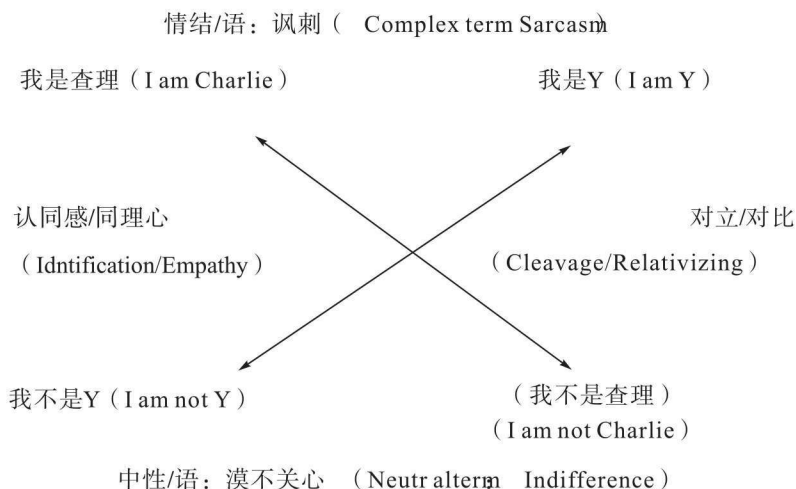 情结/语：讽刺（ Complex term Sarcasm）
我是查理（I am Charlie） 我是Y（I am Y）
认同感/同理心 对立/对比
（Idntification/Empathy） （Cleavage/Relativizing）
我不是Y（I am not Y） （我不是查理）
（I am not Charlie）
中性/语：漠不关心 （Neutr alterm Indifference）